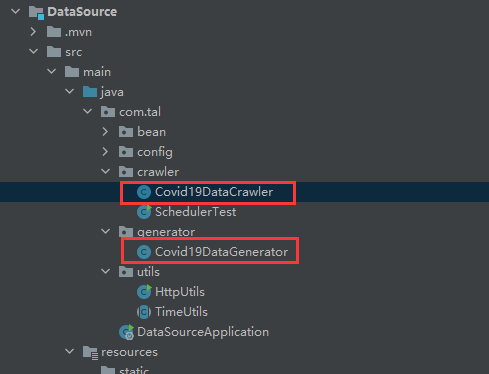 DataSource
.mvn
src
main
java
com.tal
bean
config
crawler
Covid19DataCrawler
SchedulerTest
generator
Covid19DataGenerator
utils
HttpUtils
TimeUtils
DataSourceApplication
resources
static